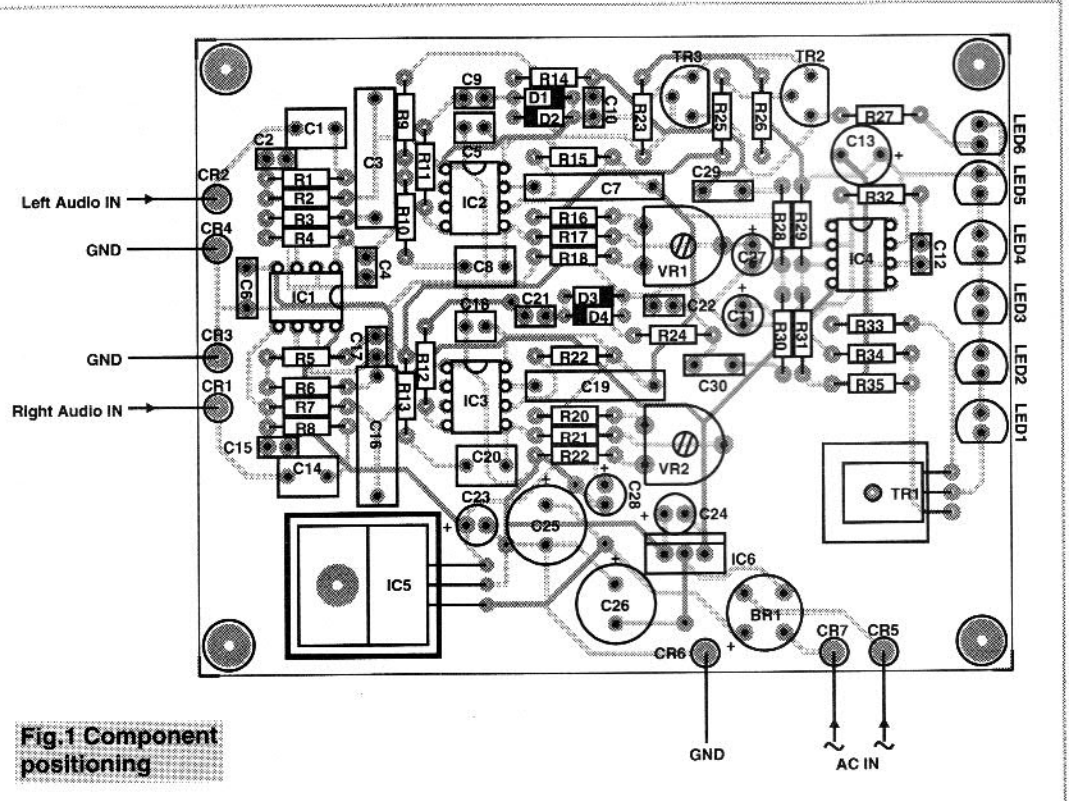 TR3
TR2
C9
R14
D1
D2
C10
R23
R25
R26
R27
C13
+
LED6
C1
C2
C3
R9
C5
R11
R15
C29
CR2
R1
R2
R3
R4
IC2
C7
R32
LED5
Left Audio IN
CR4
R10
R16
R17
R18
VR1
C27
+
R28
R29
IC4
C12
LED4
GND
C6
IC1
C4
C8
C18
C21
D3
D4
C22
C11
+
LED3
CR3
C17
R12
R24
R30
R31
R33
GND
R5
R13
R22
C30
R34
LED2
CR1
R6
R7
R8
IC3
C19
R35
Right Audio IN
C16
R20
R21
R22
VR2
LED1
C15
C14
C20
C23
+
C25
+
C28
+
C24
+
TR1
IC5
IC6
C26
+
BR1
+
CR6
CR7
CR5
GND
AC IN
~
~
Fig.1 Component
positioning